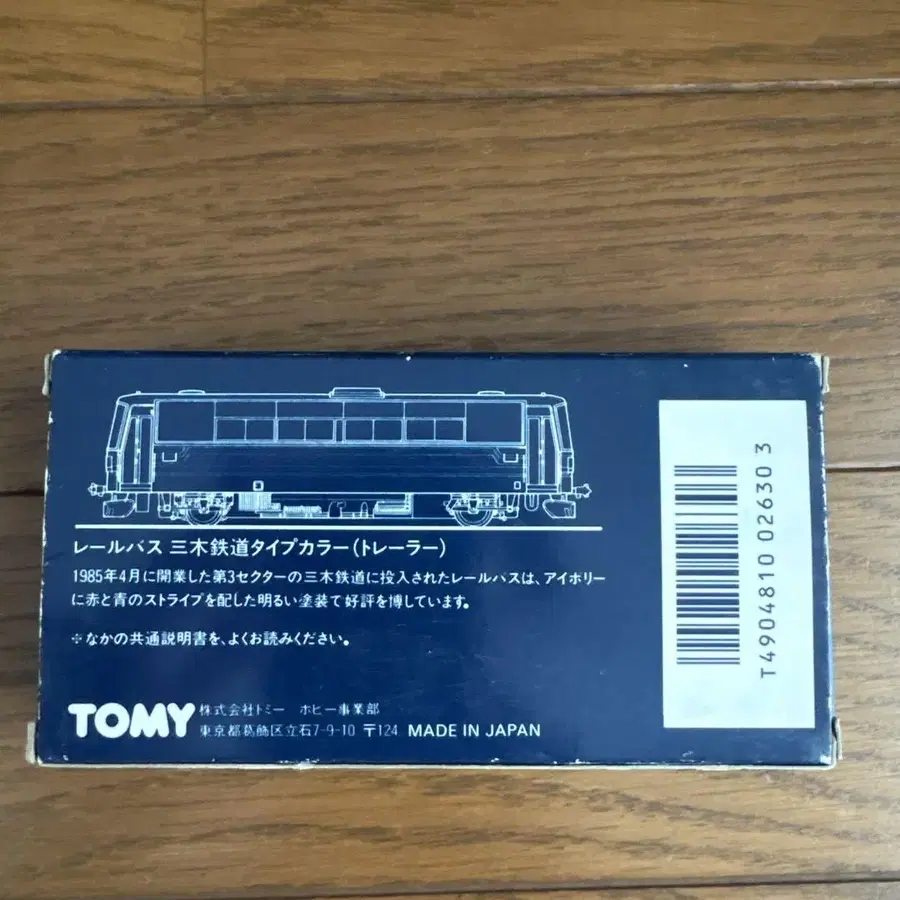 レールバス 三木鉄道タイプカラー(トレーラー)
1985年4月に開業した第3セクターの三木鉄道に投入されたレールバスは、アイボリー
に赤と青のストライプを配した明るい塗装で好評を博しています。
※なかの共通説明書を、よくお読みください。
TOMY 株式会社トミー ホビー事業部
東京都葛飾区立石7-9-10 〒124 MADE IN JAPAN
T4904810 02630 3